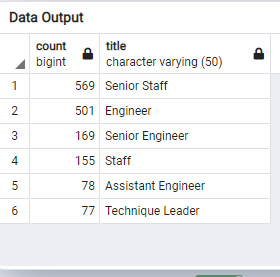 Data Output
count title
bigint character varying (50)
1 569 Senior Staff
2 501 Engineer
3 169 Senior Engineer
4 155 Staff
5 78 Assistant Engineer
6 77 Technique Leader